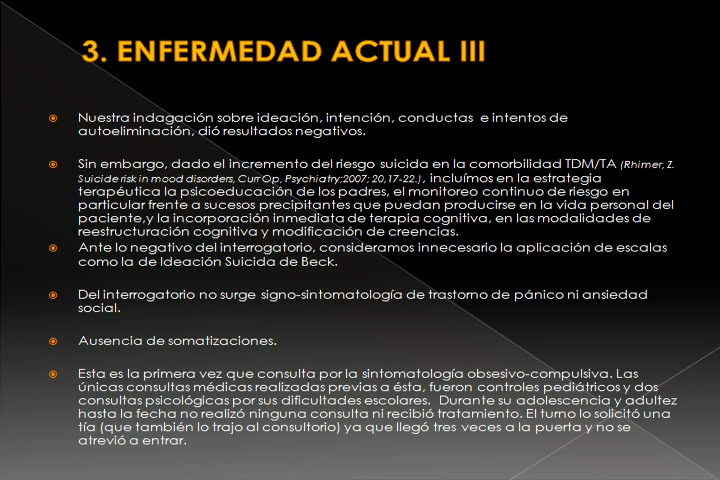 3. ENFERMEDAD ACTUAL III
Nuestra indagación sobre ideación, intención, conductas e intentos de
autoeliminación, dió resultados negativos.
Sin embargo, dado el incremento del riesgo suicida en la comorbilidad TDM/TA (Rhimer, Z.
Suicide risk in mood disorders, Curr Op, Psychiatry;2007; 20,17-22.), incluímos en la estrategia
terapéutica la psicoeducación de los padres, el monitoreo continuo de riesgo en
particular frente a sucesos precipitantes que puedan producirse en la vida personal del
paciente,y la incorporación inmediata de terapia cognitiva, en las modalidades de
reestructuración cognitiva y modificación de creencias.
Ante lo negativo del interrogatorio, consideramos innecesario la aplicación de escalas
como la de Ideación Suicida de Beck.
Del interrogatorio no surge signo-sintomatología de trastorno de pánico ni ansiedad
social.
Ausencia de somatizaciones.
Esta es la primera vez que consulta por la sintomatología obsesivo-compulsiva. Las
únicas consultas médicas realizadas previas a ésta, fueron controles pediátricos y dos
consultas psicológicas por sus dificultades escolares. Durante su adolescencia y adultez
hasta la fecha no realizó ninguna consulta ni recibió tratamiento. El turno lo solicitó una
tía (que también lo trajo al consultorio) ya que llegó tres veces a la puerta y no se
atrevió a entrar.